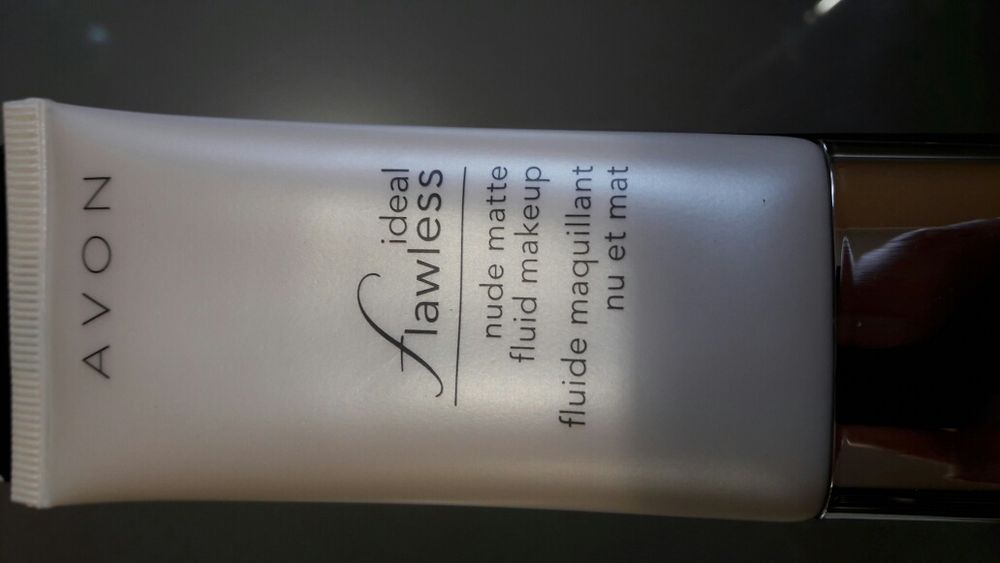 AVON
ideal
flawless
nude matte
fluid makeup
fluide maquillant
nu et mat